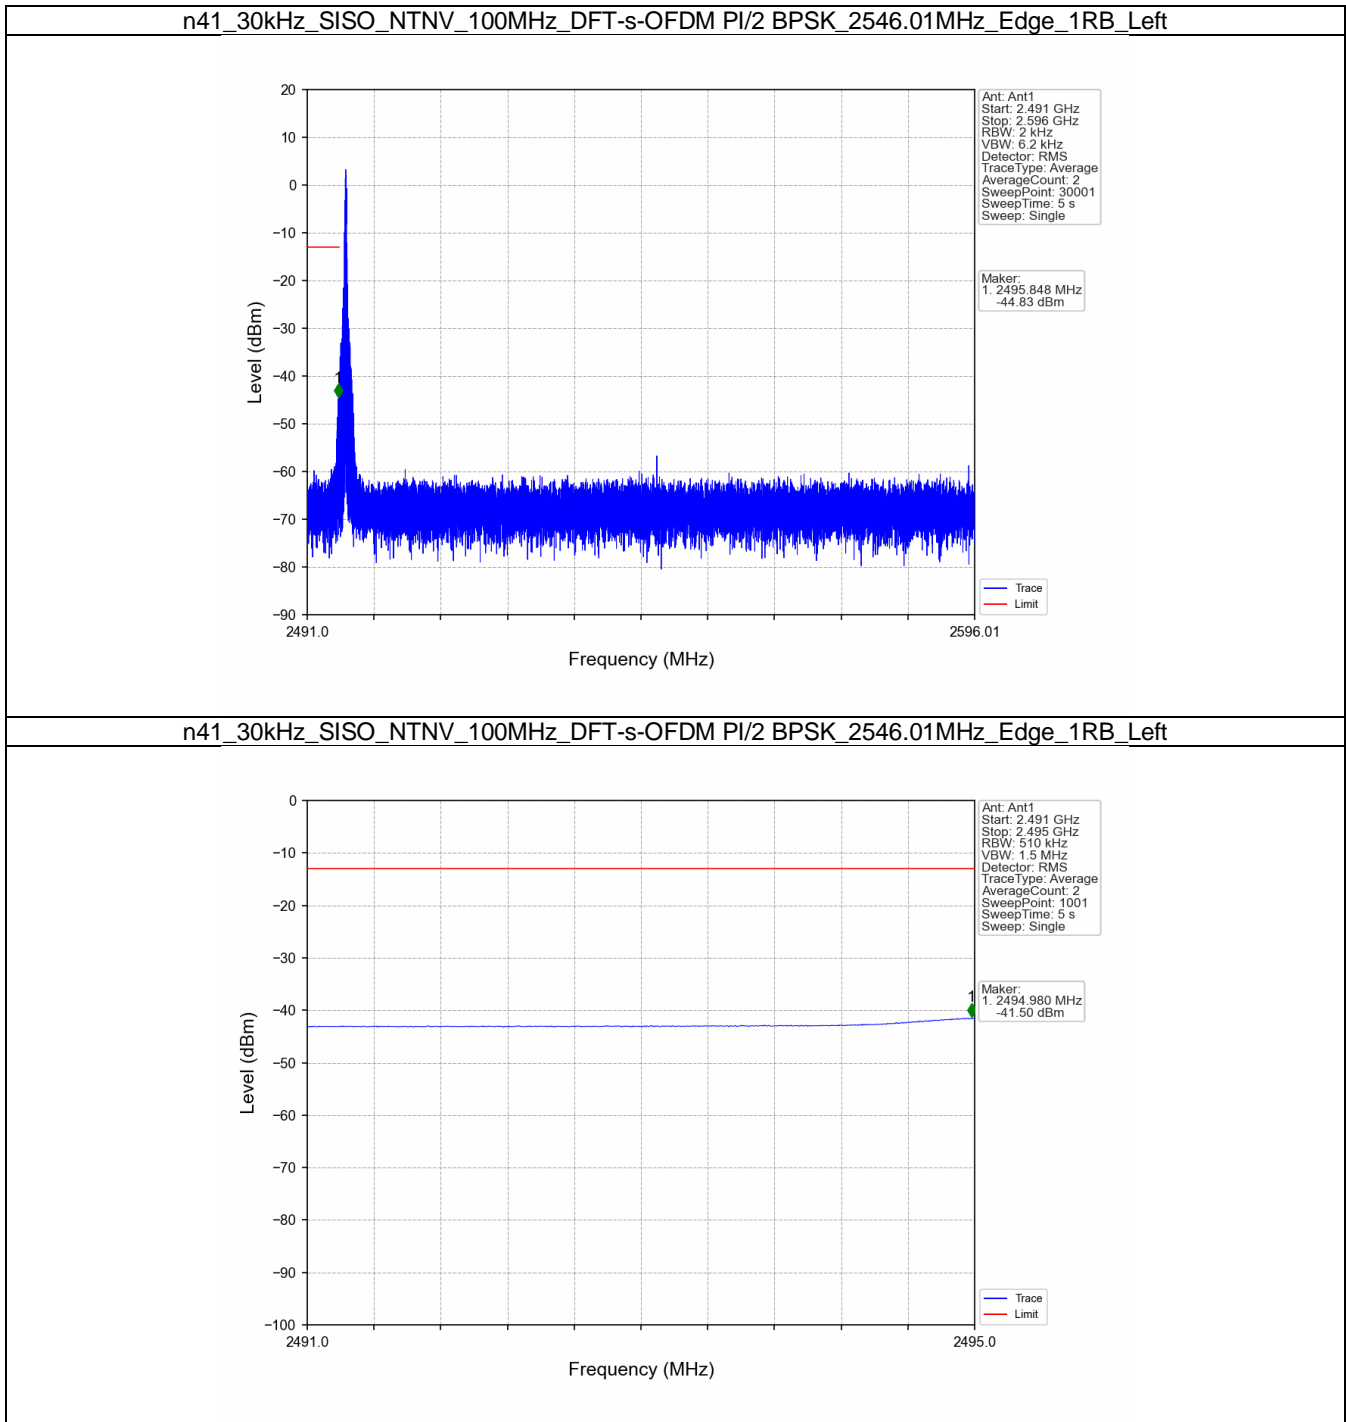 n41_30kHz_SISO_NTNV_100MHz_DFT-s-OFDM PI/2 BPSK_2546.01MHz_Edge_1RB_Left
20
10
0
−10
−20
−30
−40
−50
−60
−70
−80
−90
Level (dBm)
1
2491.0
2596.01
Frequency (MHz)
Ant: Ant1
Start: 2.491 GHz
Stop: 2.596 GHz
RBW: 2 kHz
VBW: 6.2 kHz
Detector: RMS
TraceType: Average
AverageCount: 2
SweepPoint: 30001
SweepTime: 5 s
Sweep: Single
Maker:
1. 2495.848 MHz
-44.83 dBm
Trace
Limit
n41_30kHz_SISO_NTNV_100MHz_DFT-s-OFDM PI/2 BPSK_2546.01MHz_Edge_1RB_Left
0
−10
−20
−30
−40
−50
−60
−70
−80
−90
−100
Level (dBm)
1
2491.0
2495.0
Frequency (MHz)
Ant: Ant1
Start: 2.491 GHz
Stop: 2.495 GHz
RBW: 510 kHz
VBW: 1.5 MHz
Detector: RMS
TraceType: Average
AverageCount: 2
SweepPoint: 1001
SweepTime: 5 s
Sweep: Single
Maker:
1. 2494.980 MHz
-41.50 dBm
Trace
Limit